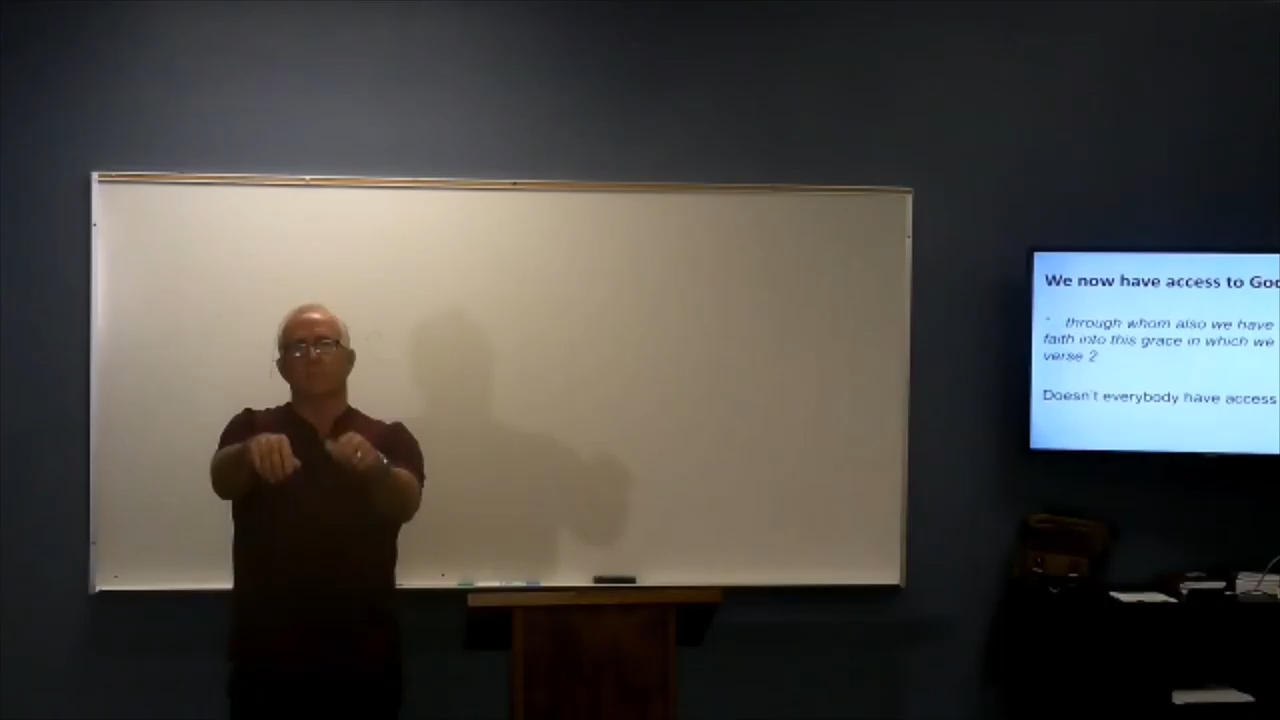 We now have access to God
" through whom also we have
faith into this grace in which we
verse 2
Doesn't everybody have access